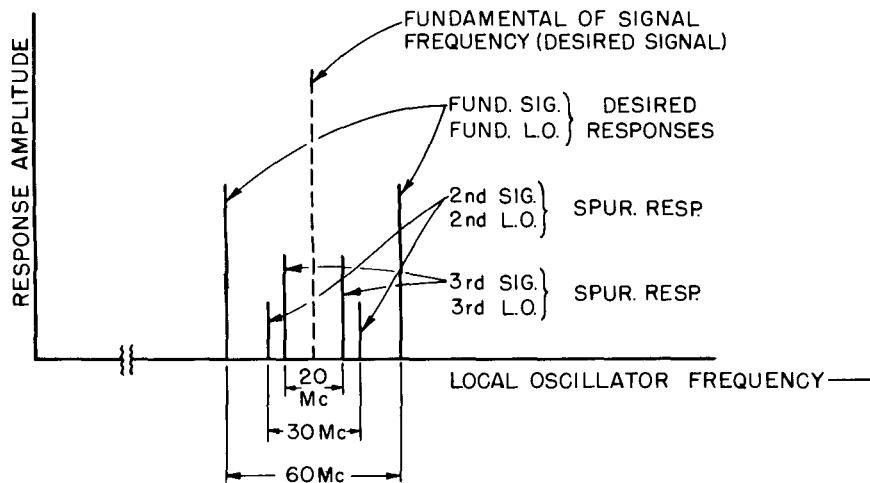 FUNDAMENTAL OF SIGNAL
FREQUENCY (DESIRED SIGNAL)
RESPONSE AMPLITUDE
FUND. SIG. } DESIRED
FUND. L.O. } RESPONSES
2nd SIG. } SPUR. RESP.
2nd L.O.
3rd SIG. } SPUR. RESP.
3rd L.O.
20
Mc
LOCAL OSCILLATOR FREQUENCY
30 Mc
60 Mc